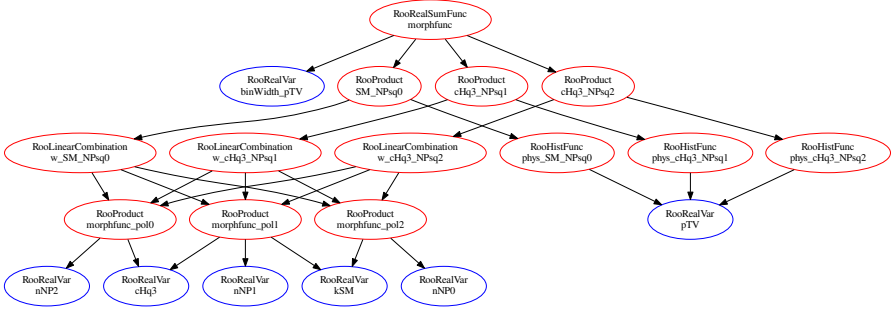 RooRealSumFunc
morphfunc
RooRealVar
binWidth_pTV
RooProduct
SM_NPsq0
RooProduct
cHq3_NPsq1
RooProduct
cHq3_NPsq2
RooLinearCombination
w_SM_NPsq0
RooLinearCombination
w_cHq3_NPsq1
RooLinearCombination
w_cHq3_NPsq2
RooHistFunc
phys_SM_NPsq0
RooHistFunc
phys_cHq3_NPsq1
RooHistFunc
phys_cHq3_NPsq2
RooProduct
morphfunc_pol0
RooProduct
morphfunc_pol1
RooProduct
morphfunc_pol2
RooRealVar
pTV
RooRealVar
nNP2
RooRealVar
cHq3
RooRealVar
nNP1
RooRealVar
kSM
RooRealVar
nNP0